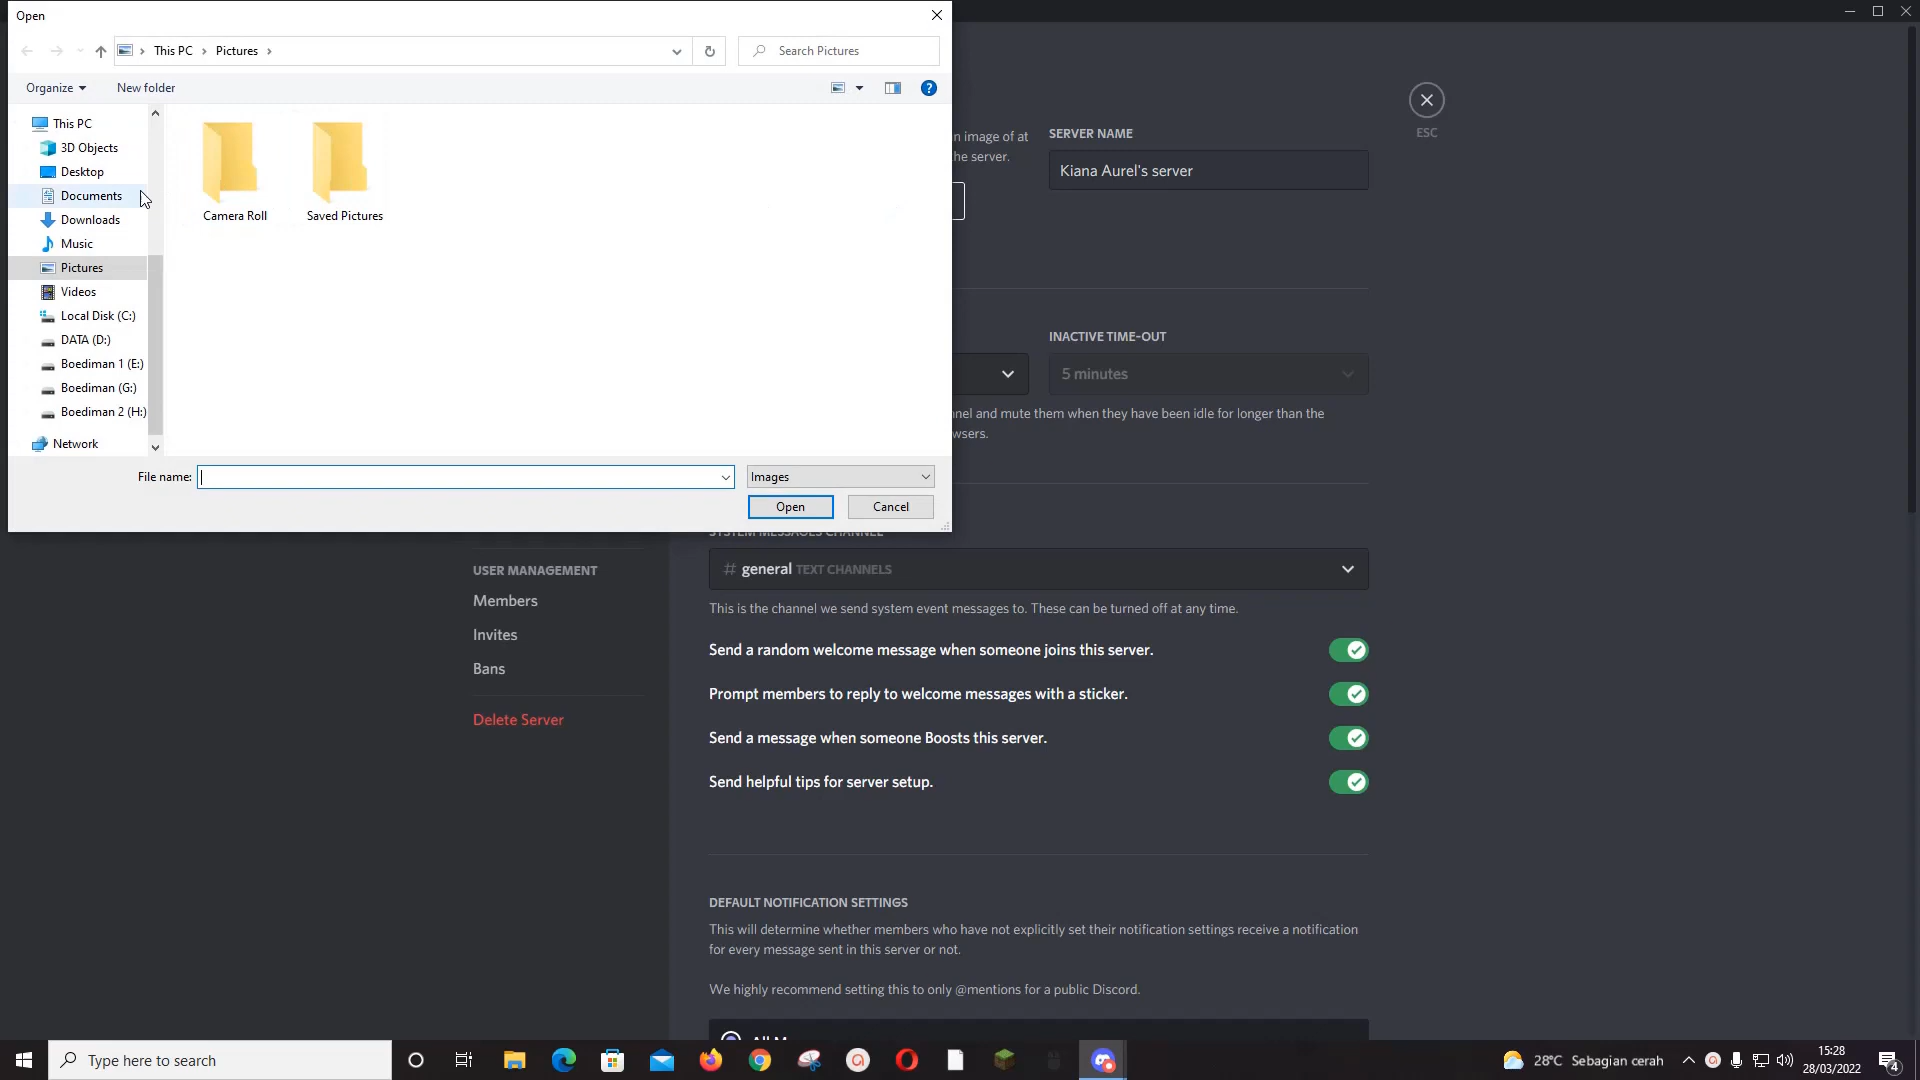 Open
This PC
Pictures
Search Pictures
Organize
New folder
This PC
3D Objects
Desktop
Documents
Downloads
Music
Pictures
Videos
Local Disk (C:)
DATA (D:)
Boediman 1 (E:)
Boediman (G:)
Boediman 2 (H:)
Network
Camera Roll
Saved Pictures
File name:
Images
Open
Cancel
n image of at
he server.
SERVER NAME
Kiana Aurel's server
ESC
INACTIVE TIME-OUT
5 minutes
nnel and mute them when they have been idle for longer than the
wsers.
USER MANAGEMENT
Members
Invites
Bans
Delete Server
SYSTEM MESSAGES CHANNEL
# general TEXT CHANNELS
This is the channel we send system event messages to. These can be turned off at any time.
Send a random welcome message when someone joins this server.
Prompt members to reply to welcome messages with a sticker.
Send a message when someone Boosts this server.
Send helpful tips for server setup.
DEFAULT NOTIFICATION SETTINGS
This will determine whether members who have not explicitly set their notification settings receive a notification
for every message sent in this server or not.
We highly recommend setting this to only @mentions for a public Discord.
All M
Type here to search
28°C Sebagian cerah
15:28
28/03/2022
4